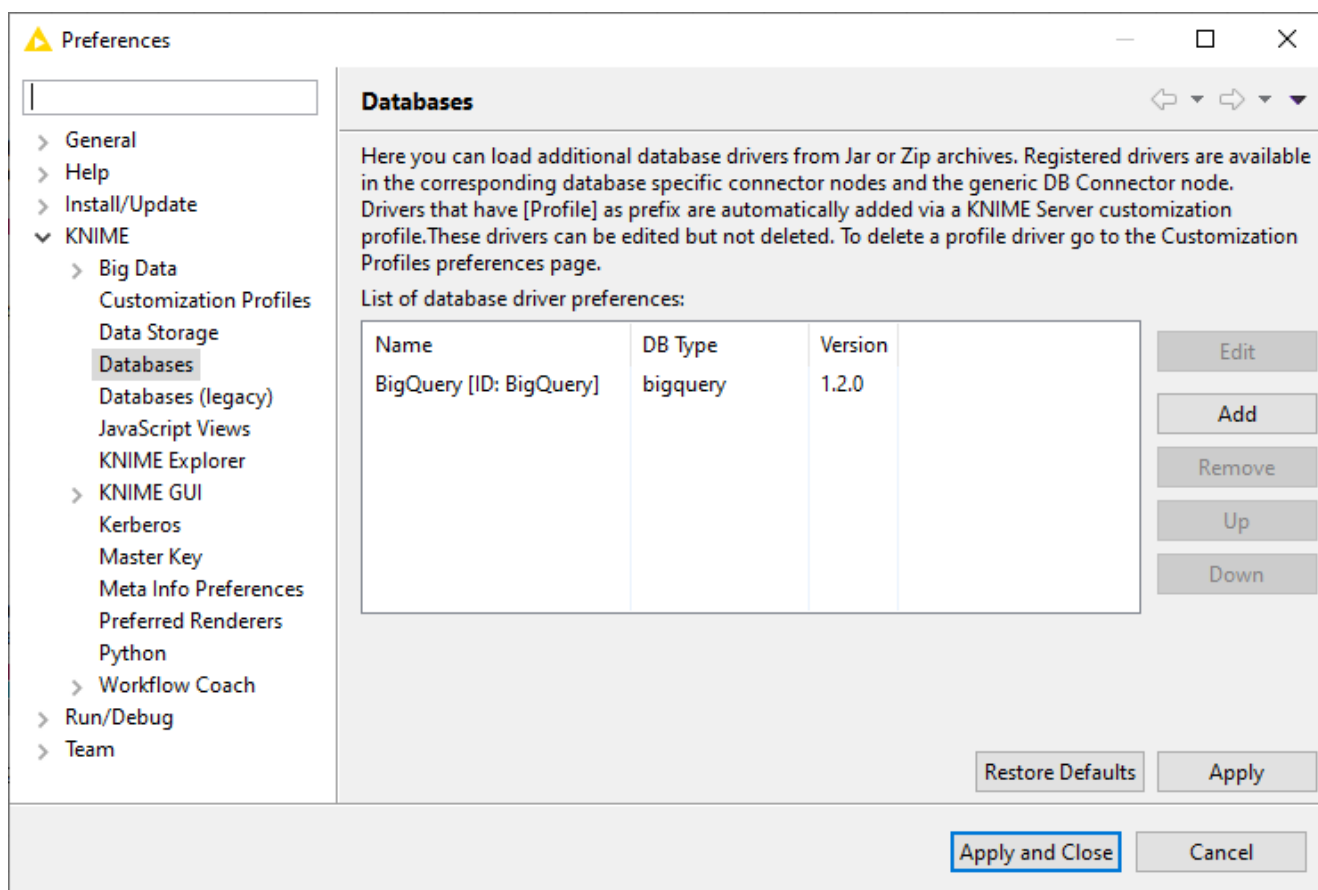 Preferences
General
Help
Install/Update
KNIME
Big Data
Customization Profiles
Data Storage
Databases
Databases (legacy)
JavaScript Views
KNIME Explorer
KNIME GUI
Kerberos
Master Key
Meta Info Preferences
Preferred Renderers
Python
Workflow Coach
Run/Debug
Team
Databases
Here you can load additional database drivers from Jar or Zip archives. Registered drivers are available
in the corresponding database specific connector nodes and the generic DB Connector node.
Drivers that have [Profile] as prefix are automatically added via a KNIME Server customization
profile.These drivers can be edited but not deleted. To delete a profile driver go to the Customization
Profiles preferences page.
List of database driver preferences:
Name DB Type Version
BigQuery [ID: BigQuery] bigquery 1.2.0
Edit
Add
Remove
Up
Down
Restore Defaults Apply
Apply and Close Cancel